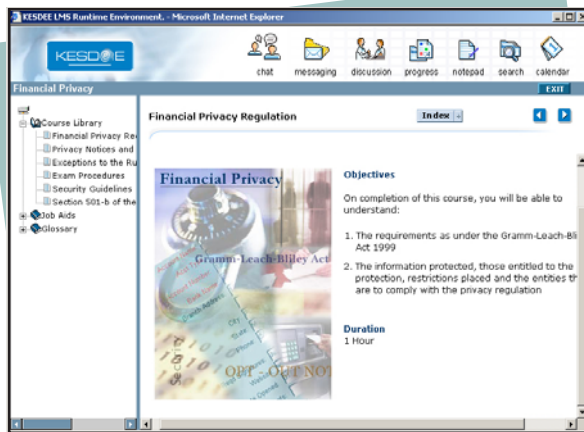 KESDEE LMS Runtime Environment. - Microsoft Internet Explorer
KESDEE
chat messaging discussion progress notepad search calendar
Financial Privacy
EXIT
Course Library
Financial Privacy Re
Privacy Notices and
Exceptions to the Ru
Exam Procedures
Security Guidelines
Section 501-b of the
Job Aids
Glossary
Financial Privacy Regulation
Index
Financial Privacy
Gramm-Leach-Bliley Act
City
State
Phone
Security
OPT - OUT NOT
Objectives
On completion of this course, you will be able to
understand:
1. The requirements as under the Gramm-Leach-Bli
Act 1999
2. The information protected, those entitled to the
protection, restrictions placed and the entities th
are to comply with the privacy regulation
Duration
1 Hour